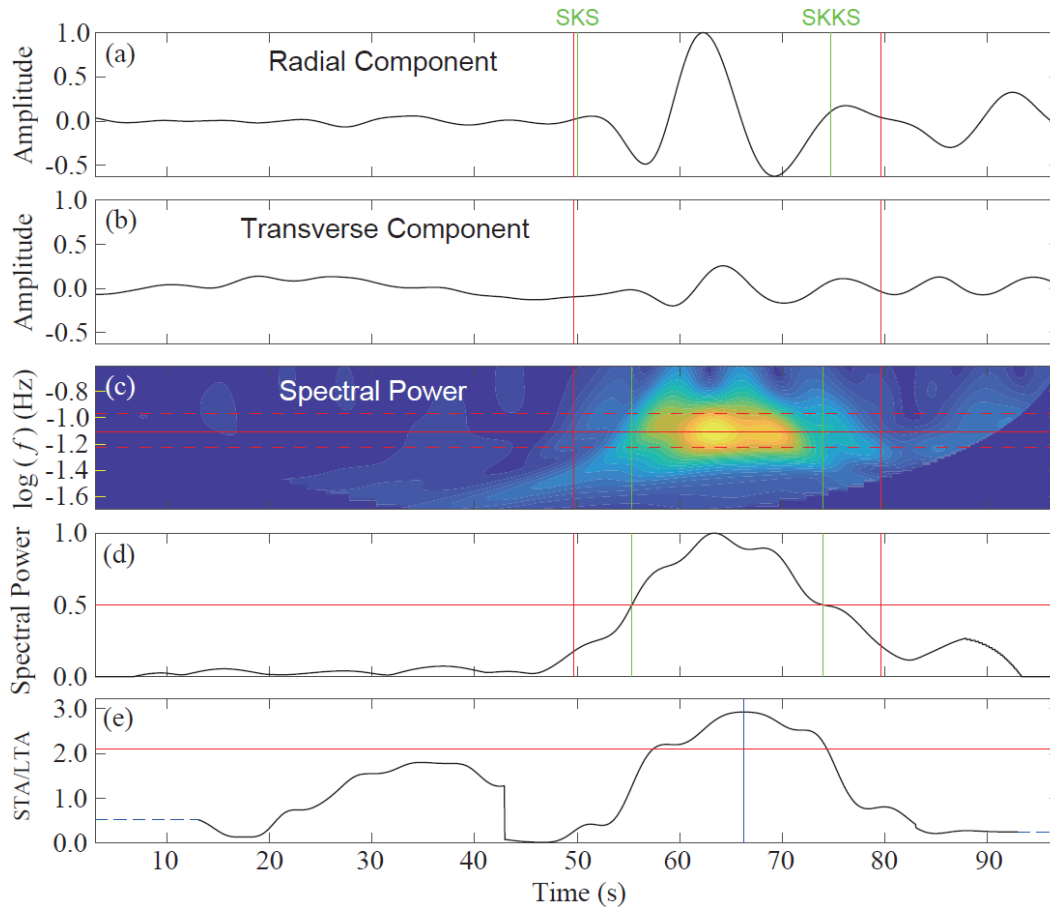 SKS SKKS
(a) Radial Component
Amplitude
1.0
0.5
0.0
-0.5
(b) Transverse Component
Amplitude
1.0
0.5
0.0
-0.5
(c) Spectral Power
log (f) (Hz)
-0.8
-1.0
-1.2
-1.4
-1.6
(d)
Spectral Power
1.0
0.5
0.0
(e)
STA/LTA
3.0
2.0
1.0
0.0
10 20 30 40 50 60 70 80 90
Time (s)